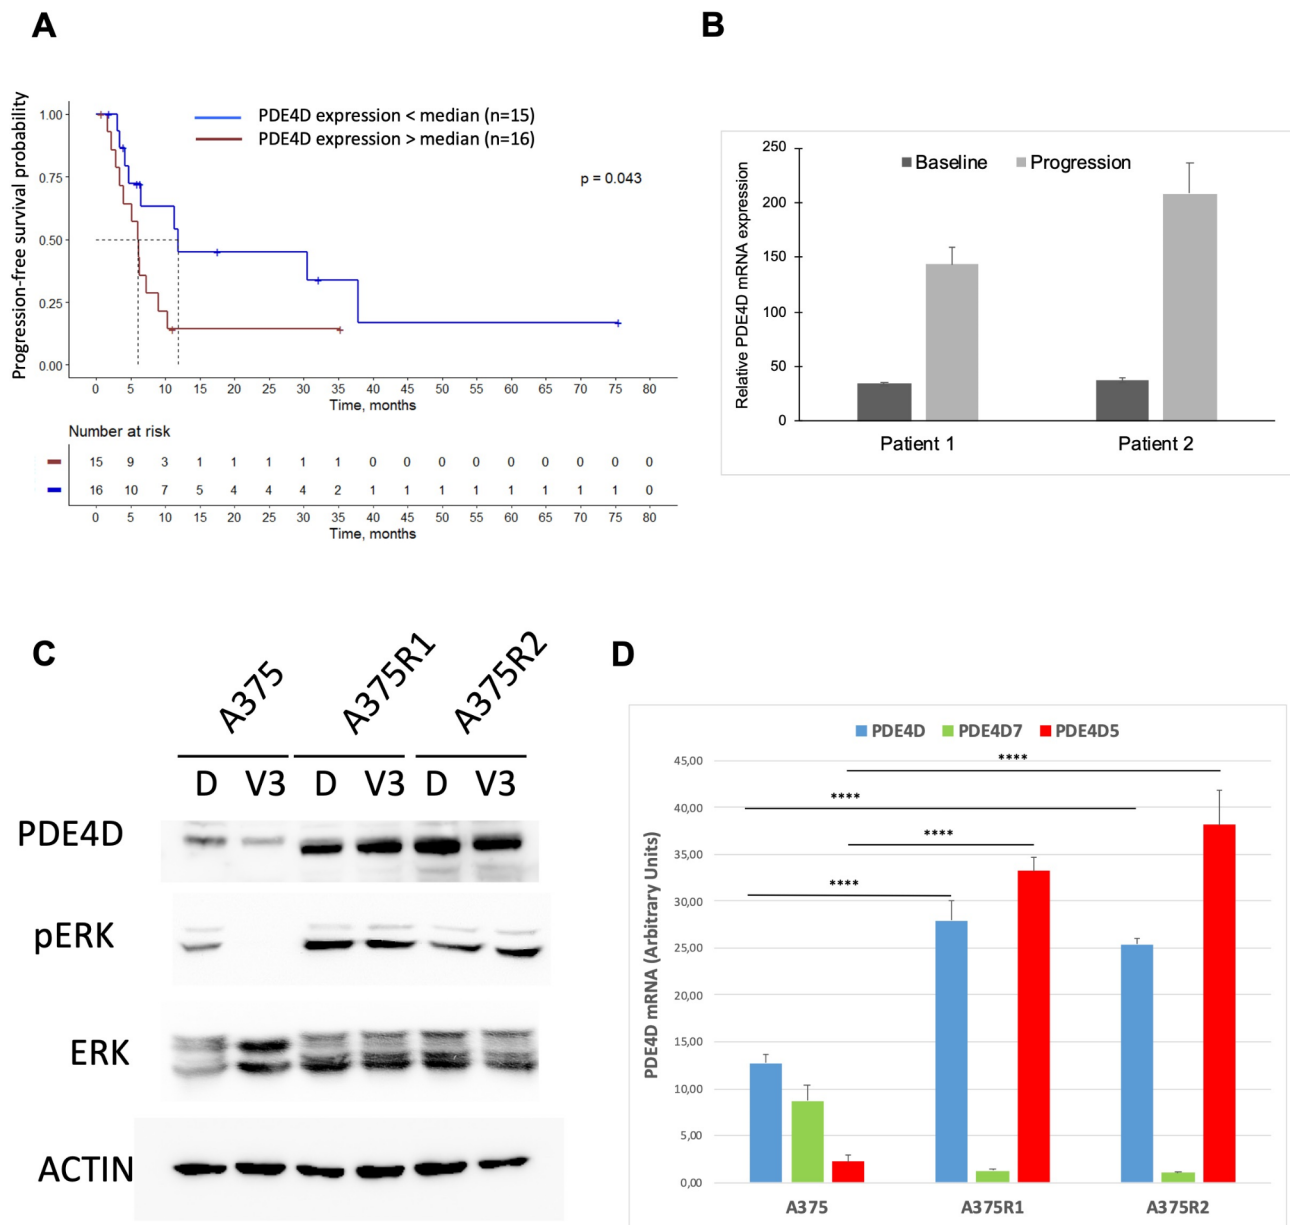 A
Progression-free survival probability
1.00
0.75
0.50
0.25
0.00
PDE4D expression < median (n=15)
PDE4D expression > median (n=16)
p = 0.043
0 5 10 15 20 25 30 35 40 45 50 55 60 65 70 75 80
Time, months
Number at risk
15 9 3 1 1 1 1 1 0 0 0 0 0 0 0 0 0
16 10 7 5 4 4 4 2 1 1 1 1 1 1 1 1 0
0 5 10 15 20 25 30 35 40 45 50 55 60 65 70 75 80
Time, months
B
Relative PDE4D mRNA expression
250
200
150
100
50
0
Baseline Progression
Patient 1 Patient 2
C
A375 A375R1 A375R2
D V3 D V3 D V3
PDE4D
pERK
ERK
ACTIN
D
PDE4D PDE4D7 PDE4D5
PDE4D mRNA (Arbitrary Units)
45,00
40,00
35,00
30,00
25,00
20,00
15,00
10,00
5,00
0,00
****
****
****
****
A375 A375R1 A375R2